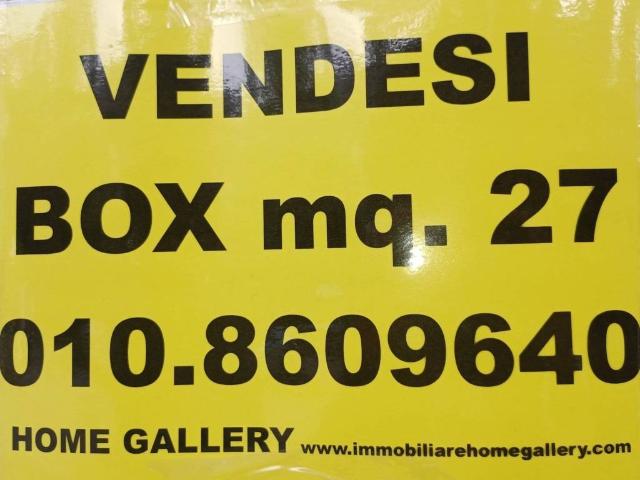 VENDESI
BOX mq. 27
010.8609640
HOME GALLERY www.immobiliarehomegallery.com